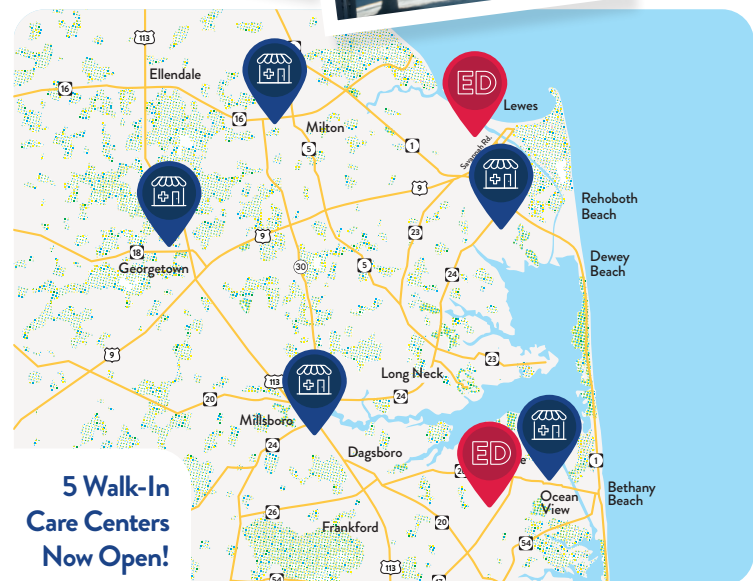 113
Ellendale
16
16
Milton
ED
Lewes
5
1
Savannah Rd.
9
Rehoboth
Beach
23
9
18
Georgetown
30
5
24
Dewey
Beach
9
23
113
Long Neck
20
24
Millsboro
24
Dagsboro
ED
e
1
Ocean
View
Bethany
Beach
26
20
Frankford
54
113
54
5 Walk-In
Care Centers
Now Open!